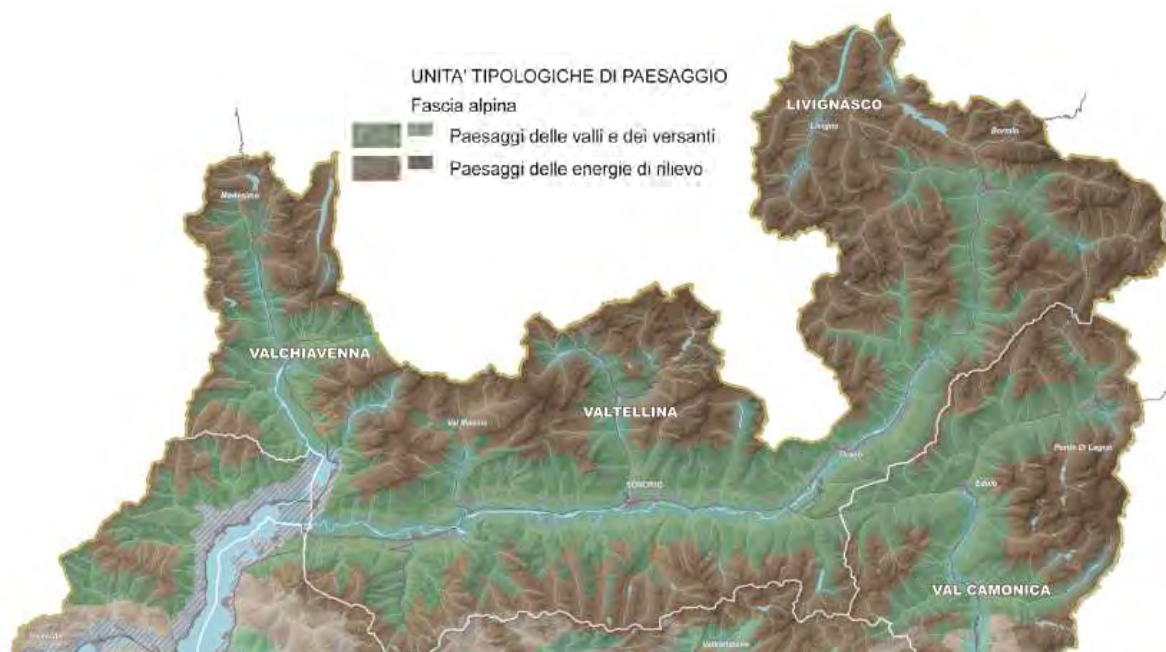 UNITA' TIPOLOGICHE DI PAESAGGIO
Fascia alpina
Paesaggi delle valli e dei versanti
Paesaggi delle energie di rilievo
LIVIGNASCO
Livigno
Bormio
Madesimo
VALCHIAVENNA
VALTELLINA
Val Masino
SONDRIO
Tirano
Ponte Di Legno
Edolo
VAL CAMONICA